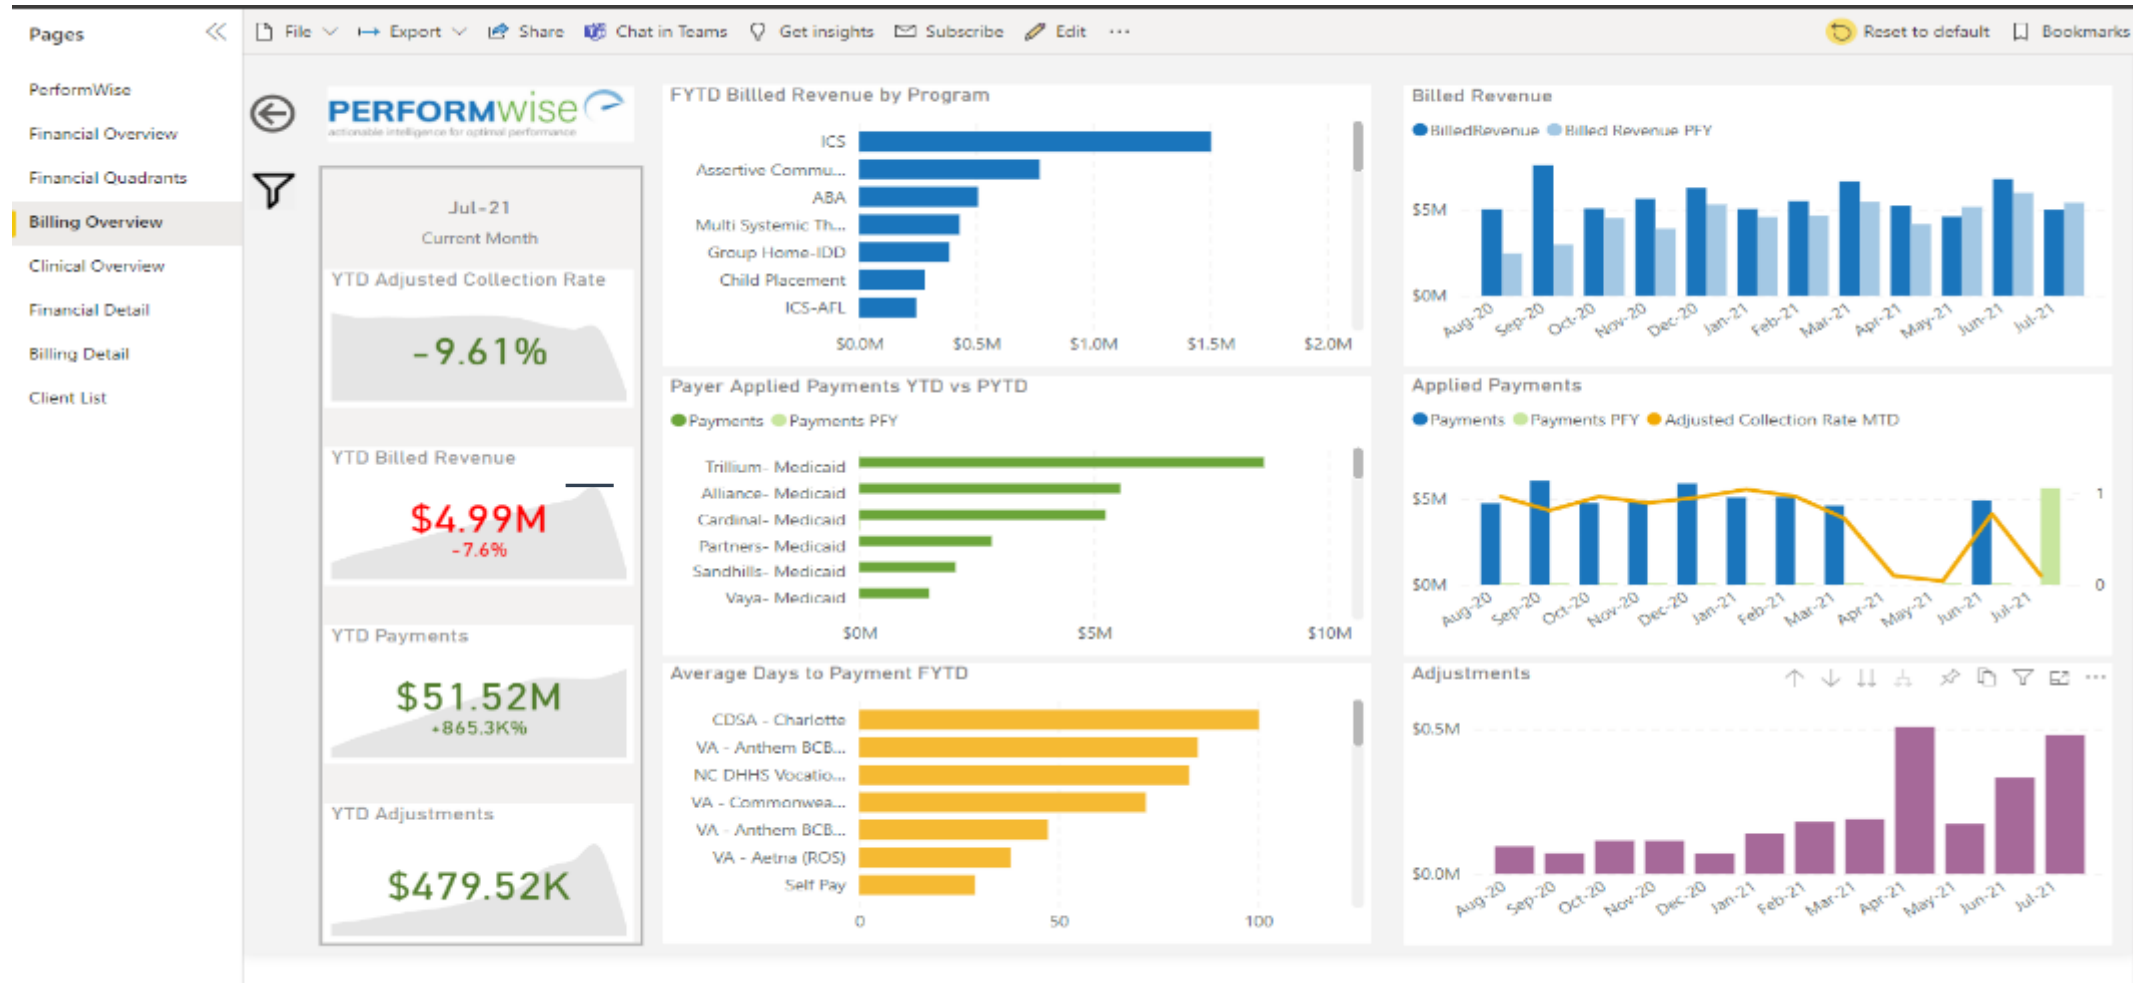 Pages
PerformWise
Financial Overview
Financial Quadrants
Billing Overview
Clinical Overview
Financial Detail
Billing Detail
Client List
File Export Share Chat in Teams Get insights Subscribe Edit ... Reset to default Bookmarks
PERFORMWise
actionable intelligence for optimal performance
Jul-21
Current Month
YTD Adjusted Collection Rate
-9.61%
YTD Billed Revenue
$4.99M
-7.6%
YTD Payments
$51.52M
+865.3K%
YTD Adjustments
$479.52K
FYTD Billled Revenue by Program
ICS
Assertive Commu...
ABA
Multi Systemic Th...
Group Home-IDD
Child Placement
ICS-AFL
$0.0M $0.5M $1.0M $1.5M $2.0M
Payer Applied Payments YTD vs PYTD
Payments Payments PFY
Trillium- Medicaid
Alliance- Medicaid
Cardinal- Medicaid
Partners- Medicaid
Sandhills- Medicaid
Vaya- Medicaid
$0M $5M $10M
Average Days to Payment FYTD
CDSA - Charlotte
VA - Anthem BCB...
NC DHHS Vocatio...
VA - Commonwea...
VA - Anthem BCB...
VA - Aetna (ROS)
Self Pay
0 50 100
Billed Revenue
BilledRevenue Billed Revenue PFY
$5M
$0M
Aug-20 Sep-20 Oct-20 Nov-20 Dec-20 Jan-21 Feb-21 Mar-21 Apr-21 May-21 Jun-21 Jul-21
Applied Payments
Payments Payments PFY Adjusted Collection Rate MTD
$5M 1
$0M 0
Aug-20 Sep-20 Oct-20 Nov-20 Dec-20 Jan-21 Feb-21 Mar-21 Apr-21 May-21 Jun-21 Jul-21
Adjustments ...
$0.5M
$0.0M
Aug-20 Sep-20 Oct-20 Nov-20 Dec-20 Jan-21 Feb-21 Mar-21 Apr-21 May-21 Jun-21 Jul-21